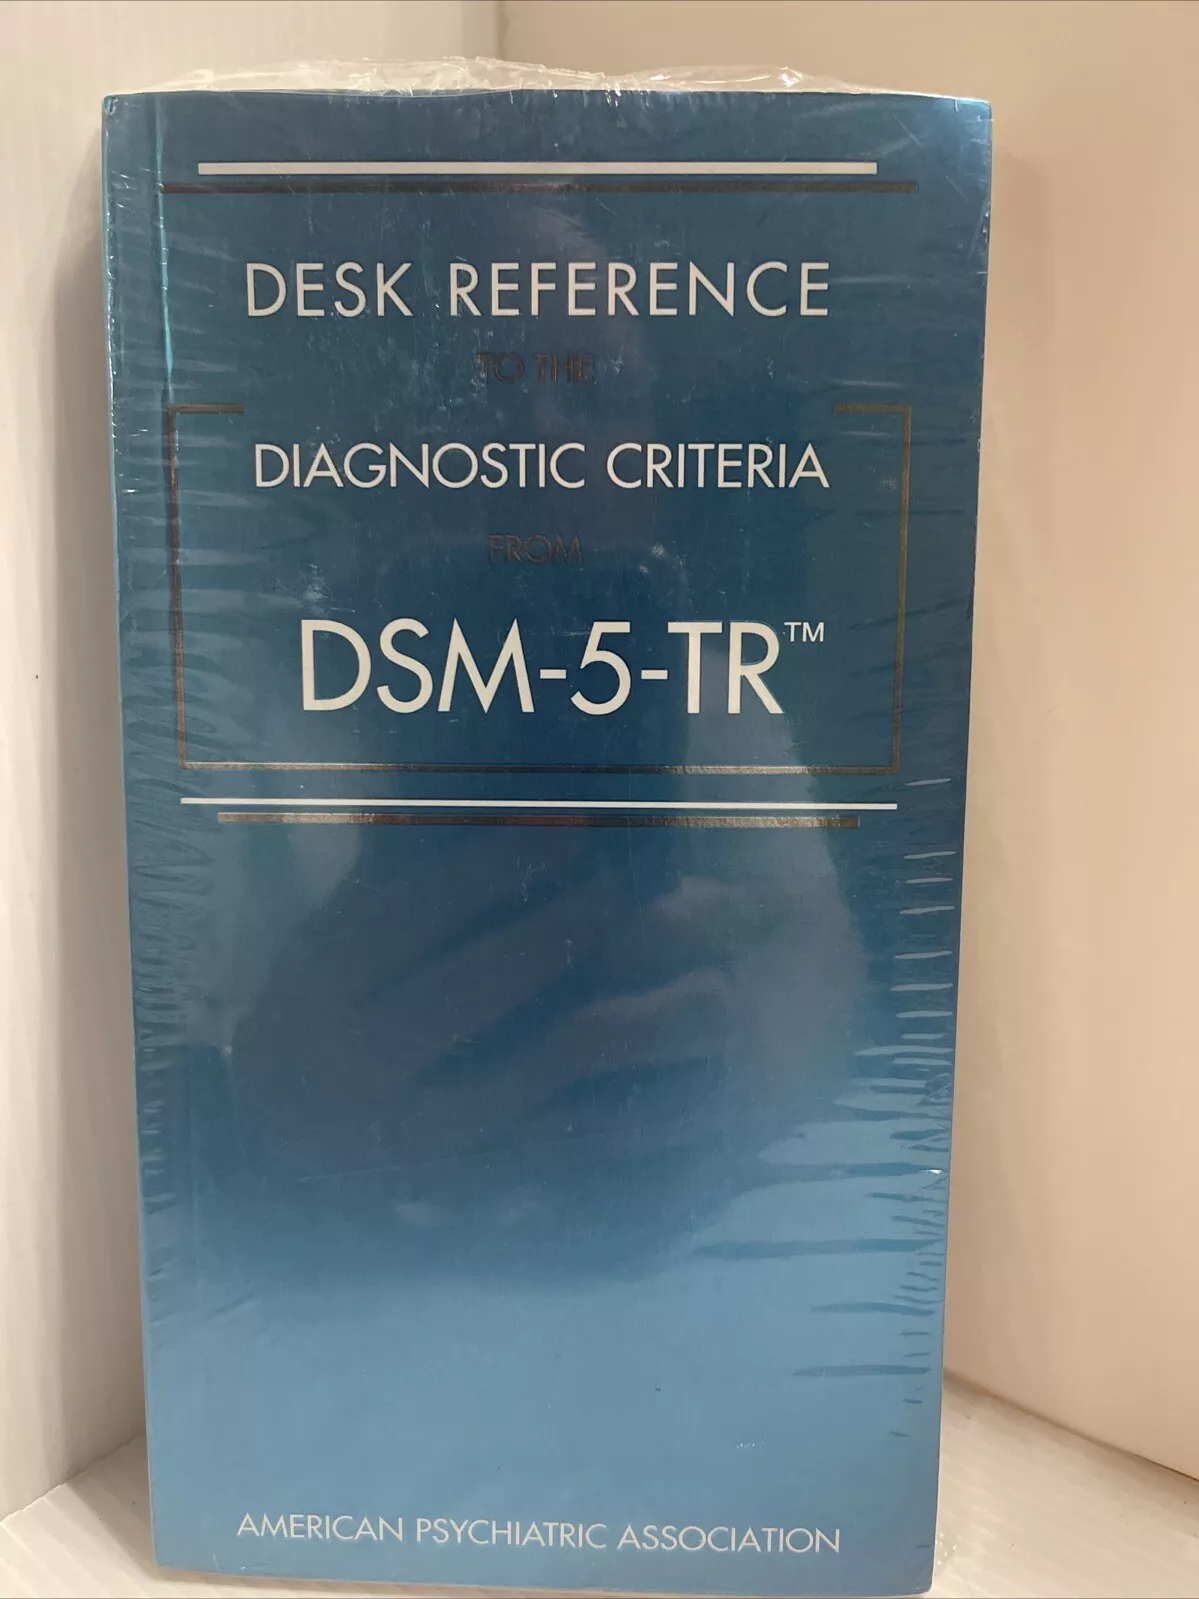 DESK REFERENCE
TO THE
DIAGNOSTIC CRITERIA
FROM
DSM-5-TR™
AMERICAN PSYCHIATRIC ASSOCIATION